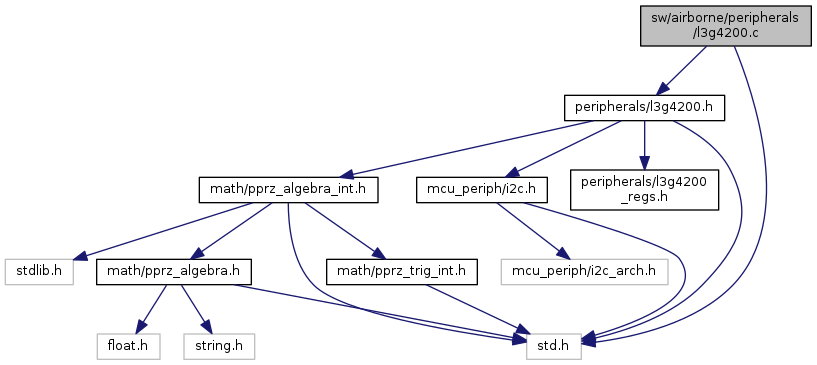 sw/airborne/peripherals
/l3g4200.c
peripherals/l3g4200.h
math/pprz_algebra_int.h
mcu_periph/i2c.h
peripherals/l3g4200
_regs.h
stdlib.h
math/pprz_algebra.h
math/pprz_trig_int.h
mcu_periph/i2c_arch.h
float.h
string.h
std.h